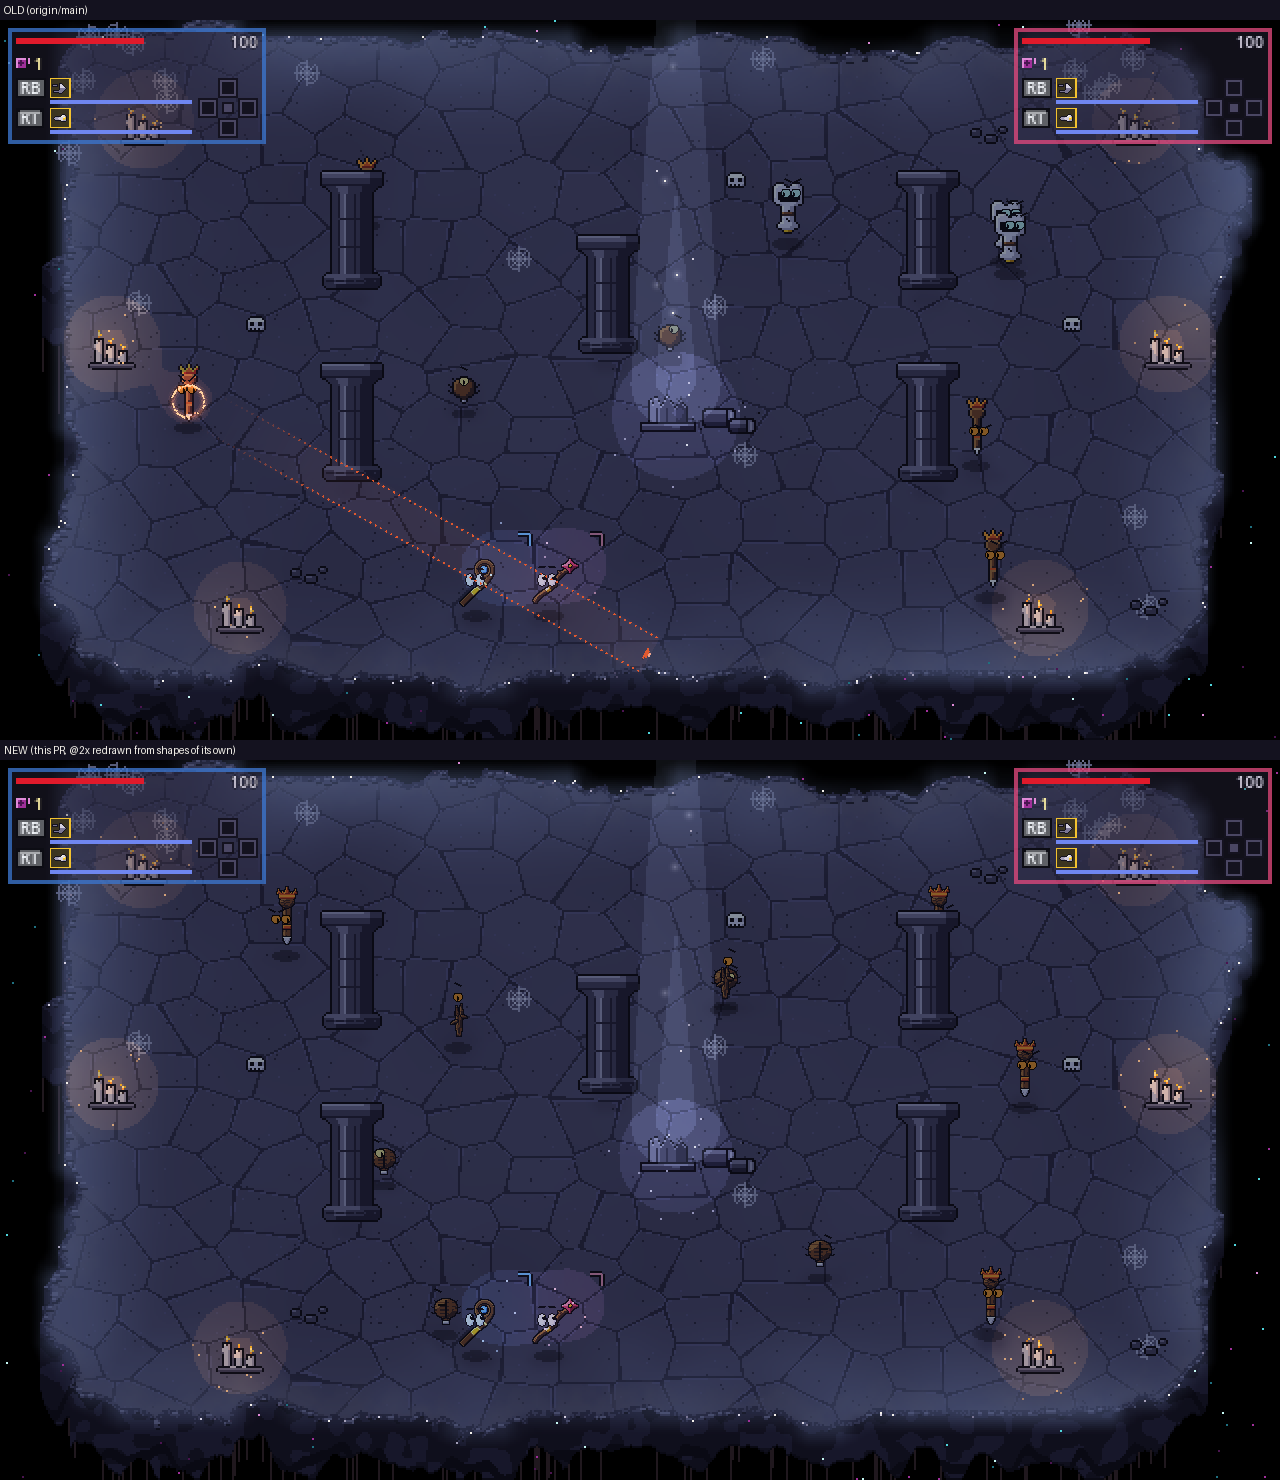 OLD (origin/main)
100
1
RB
RT
100
1
RB
RT
NEW (this PR, @2x redrawn from shapes of its own)
100
1
RB
RT
100
1
RB
RT